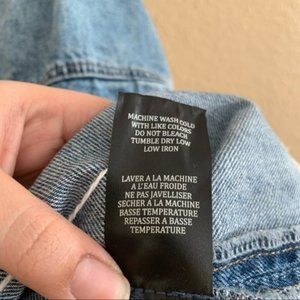 MACHINE WASH COLD
WITH LIKE COLORS
DO NOT BLEACH
TUMBLE DRY LOW
LOW IRON
LAVER A LA MACHINE
A L'EAU FROIDE
NE PAS JAVELLISER
SÉCHER A LA MACHINE
BASSE TEMPERATURE
REPASSER A BASSE
TEMPERATURE